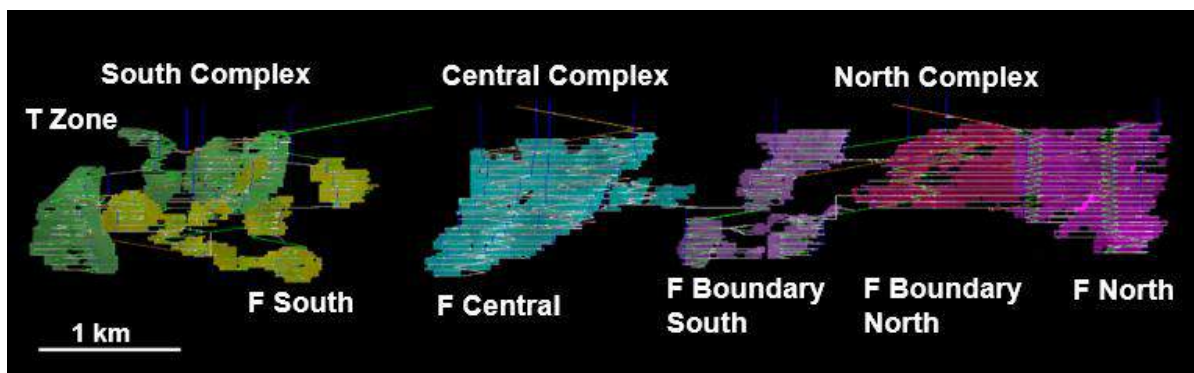 South Complex
Central Complex
North Complex
T Zone
F South
F Central
F Boundary
South
F Boundary
North
F North
1 km